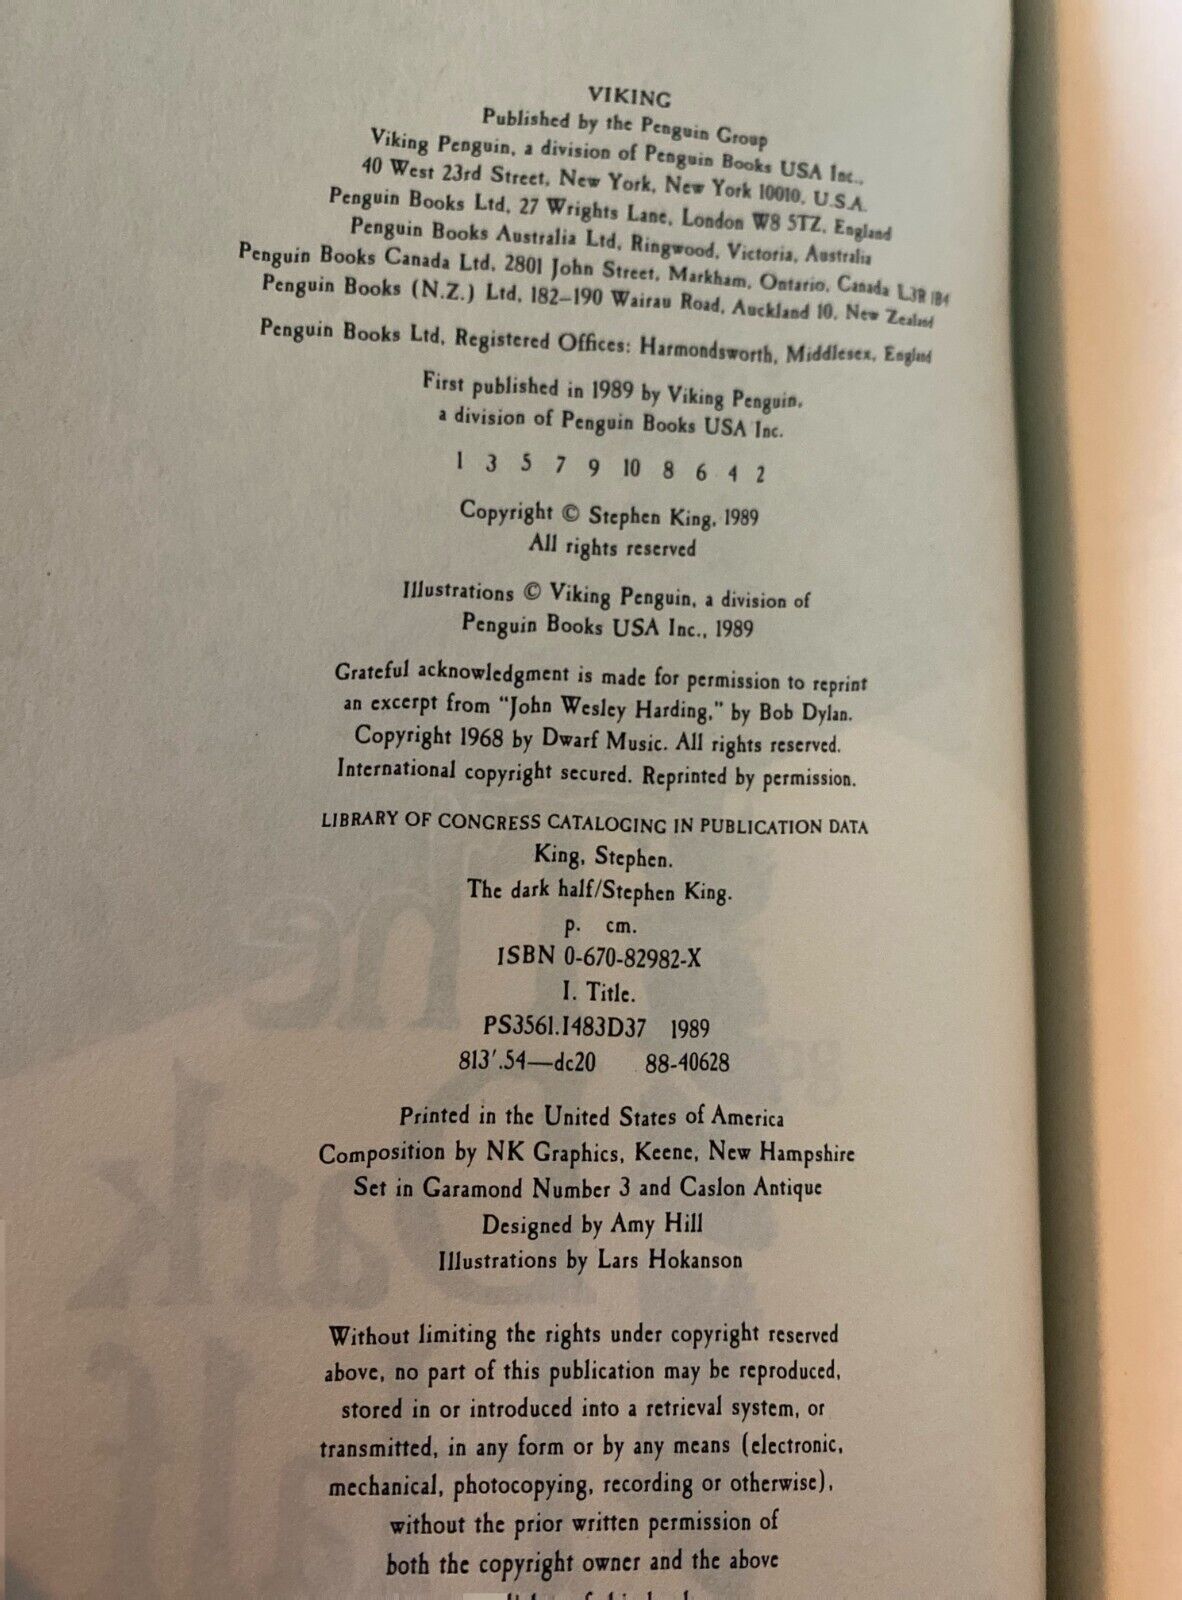 VIKING
Published by the Penguin Group
Viking Penguin, a division of Penguin Books USA Inc.,
40 West 23rd Street, New York, New York 10010, U.S.A.
Penguin Books Ltd, 27 Wrights Lane, London W8 5TZ, England
Penguin Books Australia Ltd, Ringwood, Victoria, Australia
Penguin Books Canada Ltd, 2801 John Street, Markham, Ontario, Canada L3R 1B4
Penguin Books (N.Z.) Ltd, 182–190 Wairau Road, Auckland 10, New Zealand
Penguin Books Ltd, Registered Offices: Harmondsworth, Middlesex, England
First published in 1989 by Viking Penguin,
a division of Penguin Books USA Inc.
1 3 5 7 9 10 8 6 4 2
Copyright © Stephen King, 1989
All rights reserved
Illustrations © Viking Penguin, a division of
Penguin Books USA Inc., 1989
Grateful acknowledgment is made for permission to reprint
an excerpt from "John Wesley Harding," by Bob Dylan.
Copyright 1968 by Dwarf Music. All rights reserved.
International copyright secured. Reprinted by permission.
LIBRARY OF CONGRESS CATALOGING IN PUBLICATION DATA
King, Stephen.
The dark half/Stephen King.
p. cm.
ISBN 0-670-82982-X
I. Title.
PS3561.I483D37 1989
813'.54—dc20 88-40628
Printed in the United States of America
Composition by NK Graphics, Keene, New Hampshire
Set in Garamond Number 3 and Caslon Antique
Designed by Amy Hill
Illustrations by Lars Hokanson
Without limiting the rights under copyright reserved
above, no part of this publication may be reproduced,
stored in or introduced into a retrieval system, or
transmitted, in any form or by any means (electronic,
mechanical, photocopying, recording or otherwise),
without the prior written permission of
both the copyright owner and the above